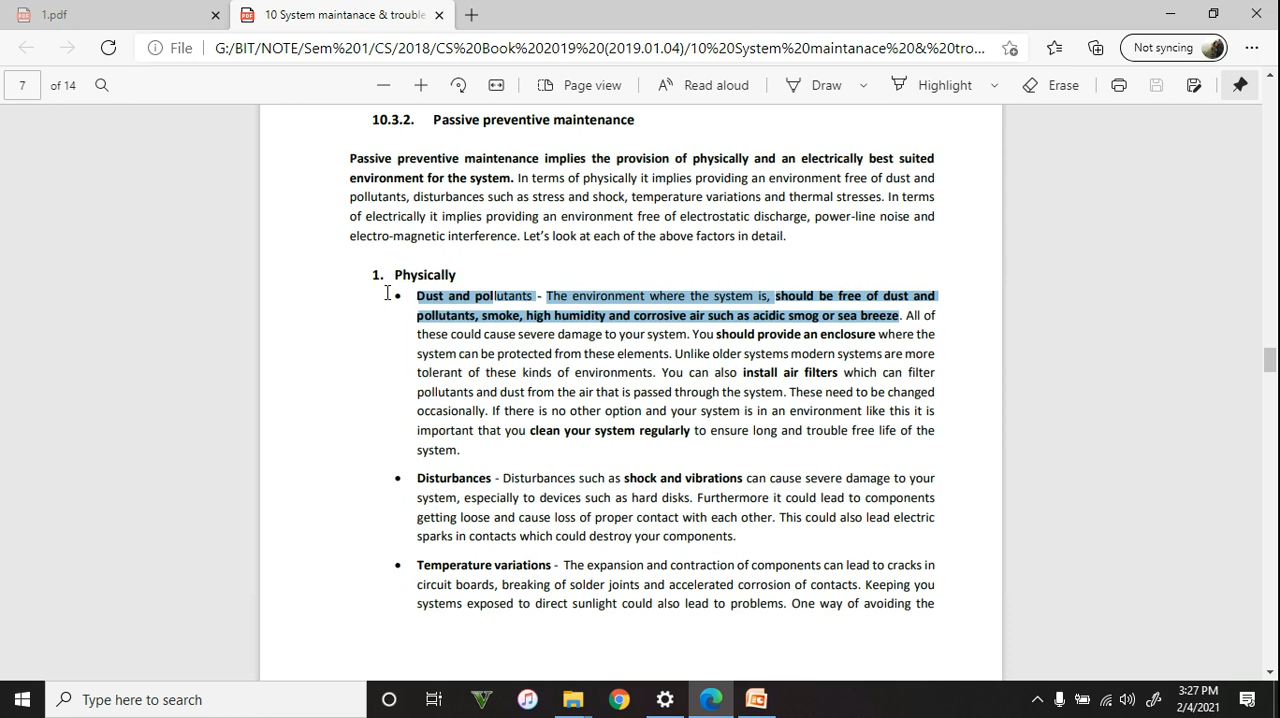 1.pdf
10 System maintanace & trouble
File
G:/BIT/NOTE/Sem%201/CS/2018/CS%20Book%202019%20(2019.01.04)/10%20System%20maintanace%20&%20tro...
Not syncing
7 of 14
Page view
Read aloud
Draw
Highlight
Erase
10.3.2. Passive preventive maintenance
Passive preventive maintenance implies the provision of physically and an electrically best suited
environment for the system. In terms of physically it implies providing an environment free of dust and
pollutants, disturbances such as stress and shock, temperature variations and thermal stresses. In terms
of electrically it implies providing an environment free of electrostatic discharge, power-line noise and
electro-magnetic interference. Let's look at each of the above factors in detail.
1. Physically
• Dust and pollutants - The environment where the system is, should be free of dust and
pollutants, smoke, high humidity and corrosive air such as acidic smog or sea breeze. All of
these could cause severe damage to your system. You should provide an enclosure where the
system can be protected from these elements. Unlike older systems modern systems are more
tolerant of these kinds of environments. You can also install air filters which can filter
pollutants and dust from the air that is passed through the system. These need to be changed
occasionally. If there is no other option and your system is in an environment like this it is
important that you clean your system regularly to ensure long and trouble free life of the
system.
• Disturbances - Disturbances such as shock and vibrations can cause severe damage to your
system, especially to devices such as hard disks. Furthermore it could lead to components
getting loose and cause loss of proper contact with each other. This could also lead electric
sparks in contacts which could destroy your components.
• Temperature variations - The expansion and contraction of components can lead to cracks in
circuit boards, breaking of solder joints and accelerated corrosion of contacts. Keeping you
systems exposed to direct sunlight could also lead to problems. One way of avoiding the
Type here to search
3:27 PM
2/4/2021